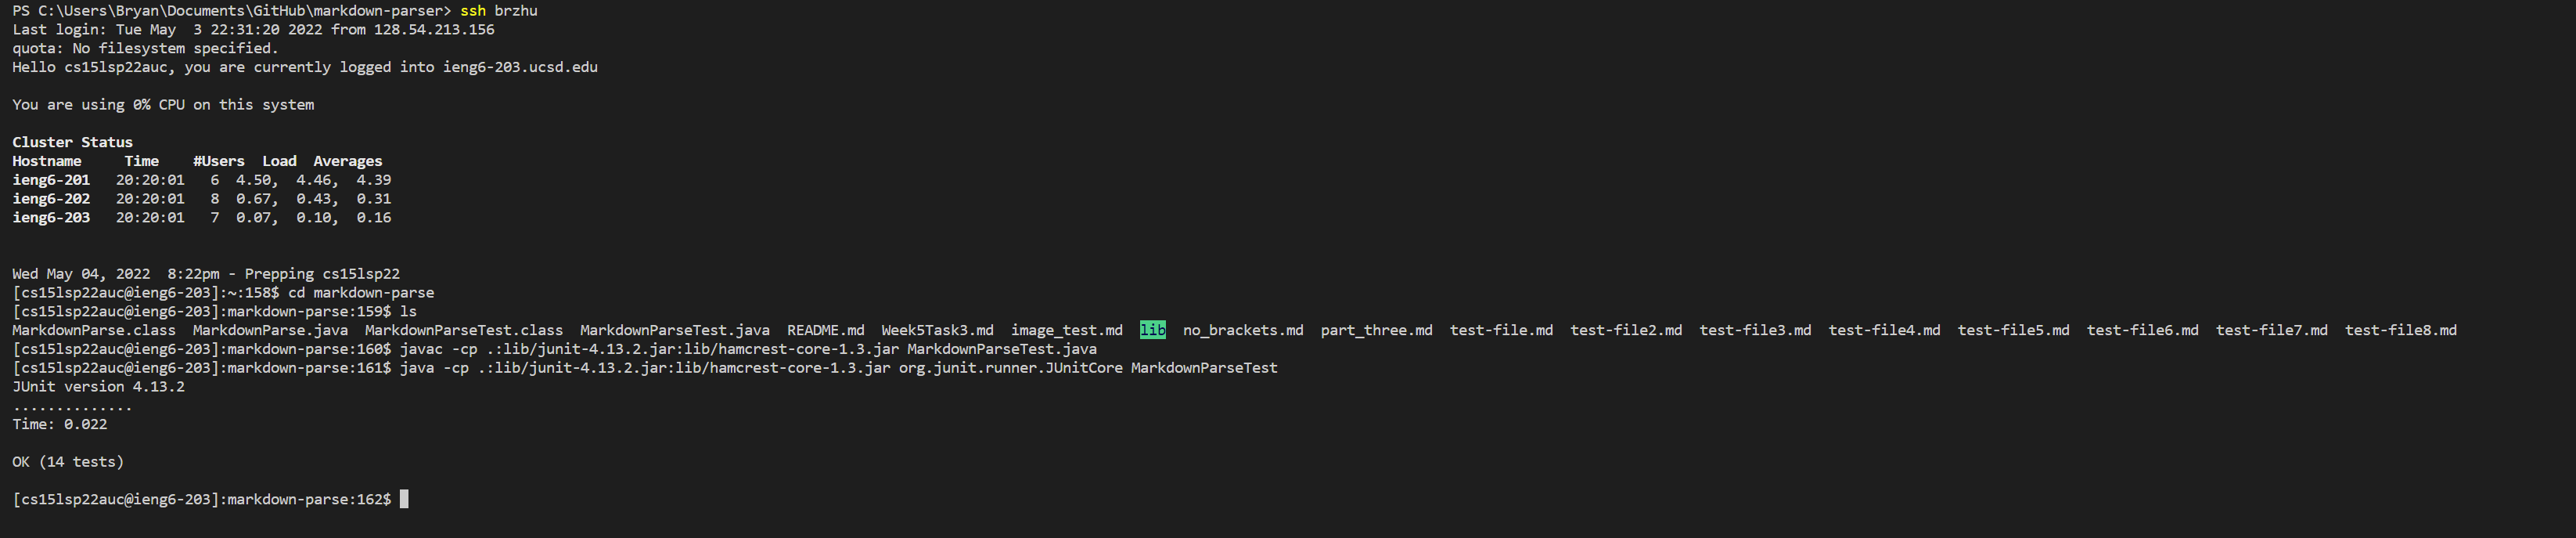 PS C:\Users\Bryan\Documents\GitHub\markdown-parser> ssh brzhu
Last login: Tue May  3 22:31:20 2022 from 128.54.213.156
quota: No filesystem specified.
Hello cs15lsp22auc, you are currently logged into ieng6-203.ucsd.edu
You are using 0% CPU on this system
Cluster Status
Hostname     Time    #Users  Load  Averages
ieng6-201   20:20:01   6  4.50,  4.46,  4.39
ieng6-202   20:20:01   8  0.67,  0.43,  0.31
ieng6-203   20:20:01   7  0.07,  0.10,  0.16
Wed May 04, 2022  8:22pm - Prepping cs15lsp22
[cs15lsp22auc@ieng6-203]:~:158$ cd markdown-parse
[cs15lsp22auc@ieng6-203]:markdown-parse:159$ ls
MarkdownParse.class  MarkdownParse.java  MarkdownParseTest.class  MarkdownParseTest.java  README.md  Week5Task3.md  image_test.md  lib  no_brackets.md  part_three.md  test-file.md  test-file2.md  test-file3.md  test-file4.md  test-file5.md  test-file6.md  test-file7.md  test-file8.md
[cs15lsp22auc@ieng6-203]:markdown-parse:160$ javac -cp .:lib/junit-4.13.2.jar:lib/hamcrest-core-1.3.jar MarkdownParseTest.java
[cs15lsp22auc@ieng6-203]:markdown-parse:161$ java -cp .:lib/junit-4.13.2.jar:lib/hamcrest-core-1.3.jar org.junit.runner.JUnitCore MarkdownParseTest
JUnit version 4.13.2
..............
Time: 0.022
OK (14 tests)
[cs15lsp22auc@ieng6-203]:markdown-parse:162$